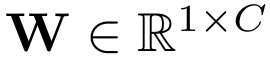 𝐖 ∈ ℝ^{1×C}